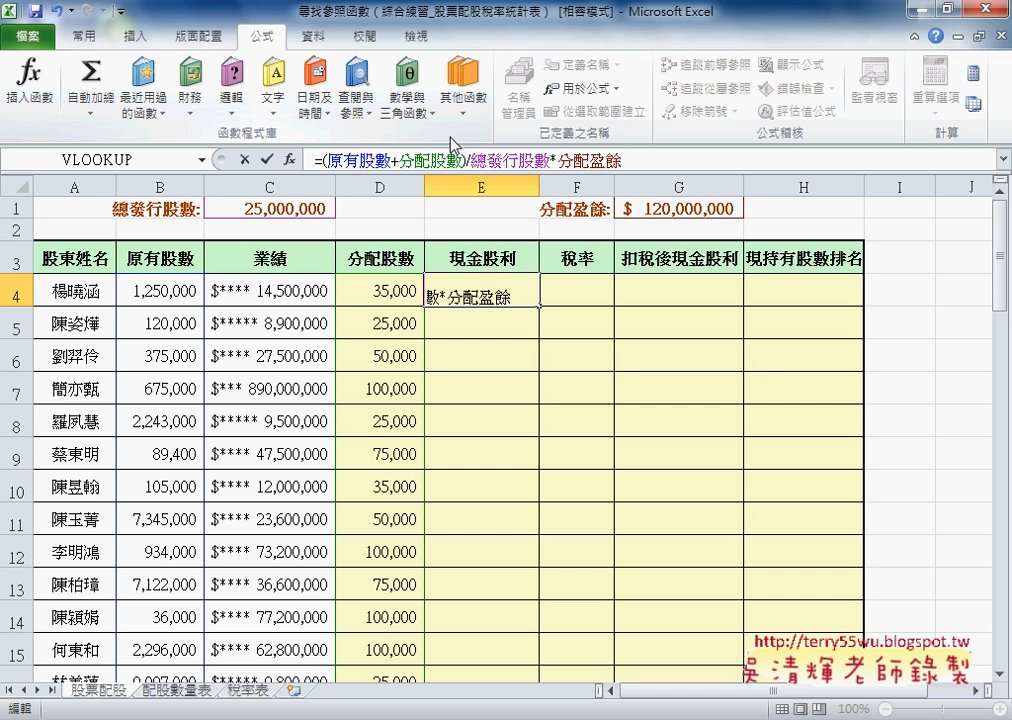 尋找參照函數 ( 綜合練習_股票配股稅率統計表 ) [相容模式] - Microsoft Excel
檔案 常用 插入 版面配置 公式 資料 校閱 檢視
插入函數 自動加總 最近用過的函數 財務 邏輯 文字 日期及時間 查閱與參照 數學與三角函數 其他函數
函數程式庫
名稱管理員 定義名稱 用於公式 從選取範圍建立
已定義之名稱
追蹤前導參照 追蹤從屬參照 移除箭號 顯示公式 錯誤檢查 評估值公式 監看視窗
公式稽核
重算選項
計算
VLOOKUP =(原有股數+分配股數)/總發行股數*分配盈餘
A B C D E F G H I J
1 總發行股數: 25,000,000 分配盈餘: $ 120,000,000
2
3 股東姓名 原有股數 業績 分配股數 現金股利 稅率 扣稅後現金股利 現持有股數排名
4 楊曉涵 1,250,000 $**** 14,500,000 35,000 數*分配盈餘
5 陳姿燁 120,000 $***** 8,900,000 25,000
6 劉羿伶 375,000 $**** 27,500,000 50,000
7 簡亦甄 675,000 $*** 890,000,000 100,000
8 羅夙慧 2,243,000 $***** 9,500,000 25,000
9 蔡東明 89,400 $**** 47,500,000 75,000
10 陳昱翰 105,000 $**** 12,000,000 35,000
11 陳玉菁 7,345,000 $**** 23,600,000 50,000
12 李明鴻 934,000 $**** 73,200,000 100,000
13 陳柏瑋 7,122,000 $**** 36,600,000 75,000
14 陳穎娟 36,000 $**** 77,200,000 100,000
15 何東和 2,296,000 $**** 62,800,000 100,000
http://terry55wu.blogspot.tw
吳清輝老師錄製
股票配股 配股數量表 稅率表
編輯 100%